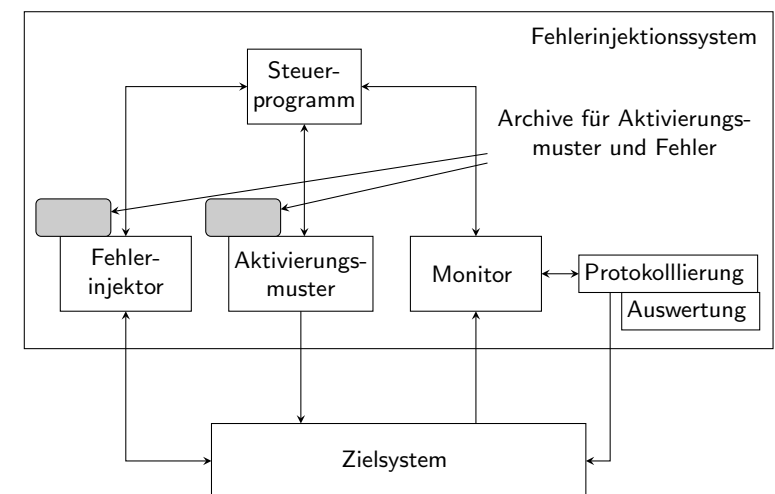 Fehlerinjektionssystem
Steuer-
programm
Archive für Aktivierungs-
muster und Fehler
Fehler-
injektor
Aktivierungs-
muster
Monitor
Protokolllierung
Auswertung
Zielsystem